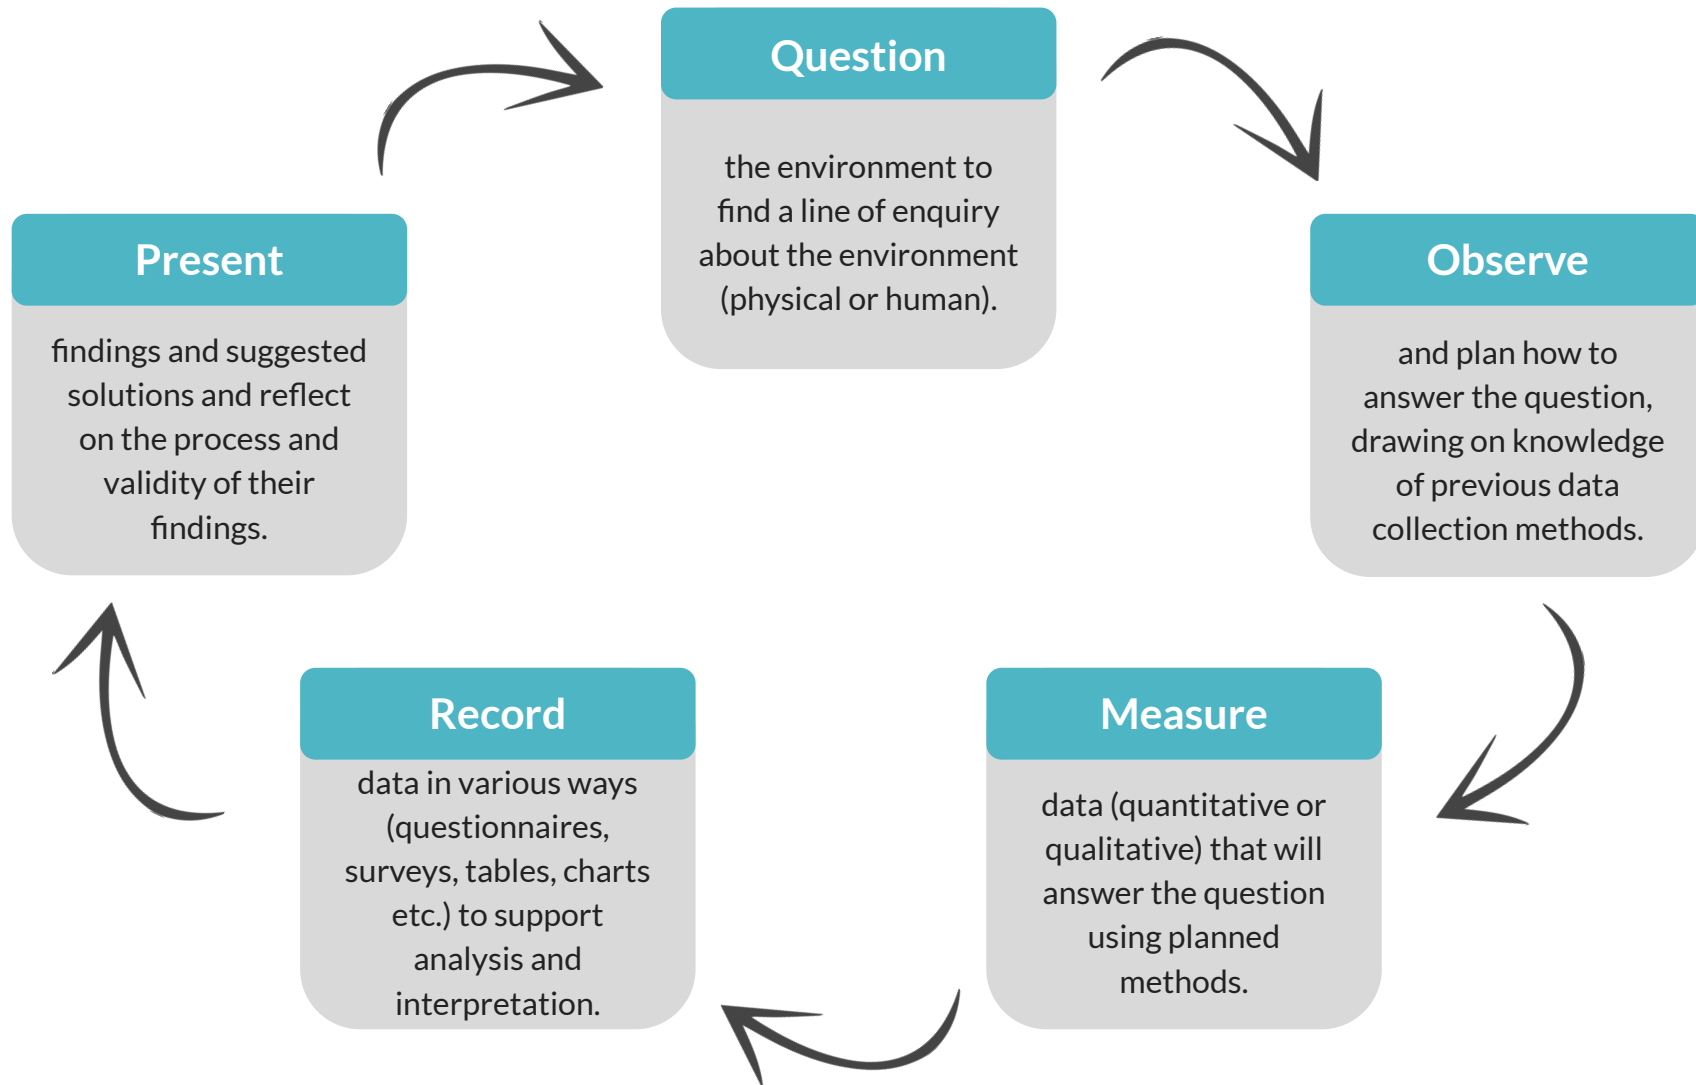 Question
the environment to
find a line of enquiry
about the environment
(physical or human).
Observe
and plan how to
answer the question,
drawing on knowledge
of previous data
collection methods.
Measure
data (quantitative or
qualitative) that will
answer the question
using planned
methods.
Record
data in various ways
(questionnaires,
surveys, tables, charts
etc.) to support
analysis and
interpretation.
Present
findings and suggested
solutions and reflect
on the process and
validity of their
findings.